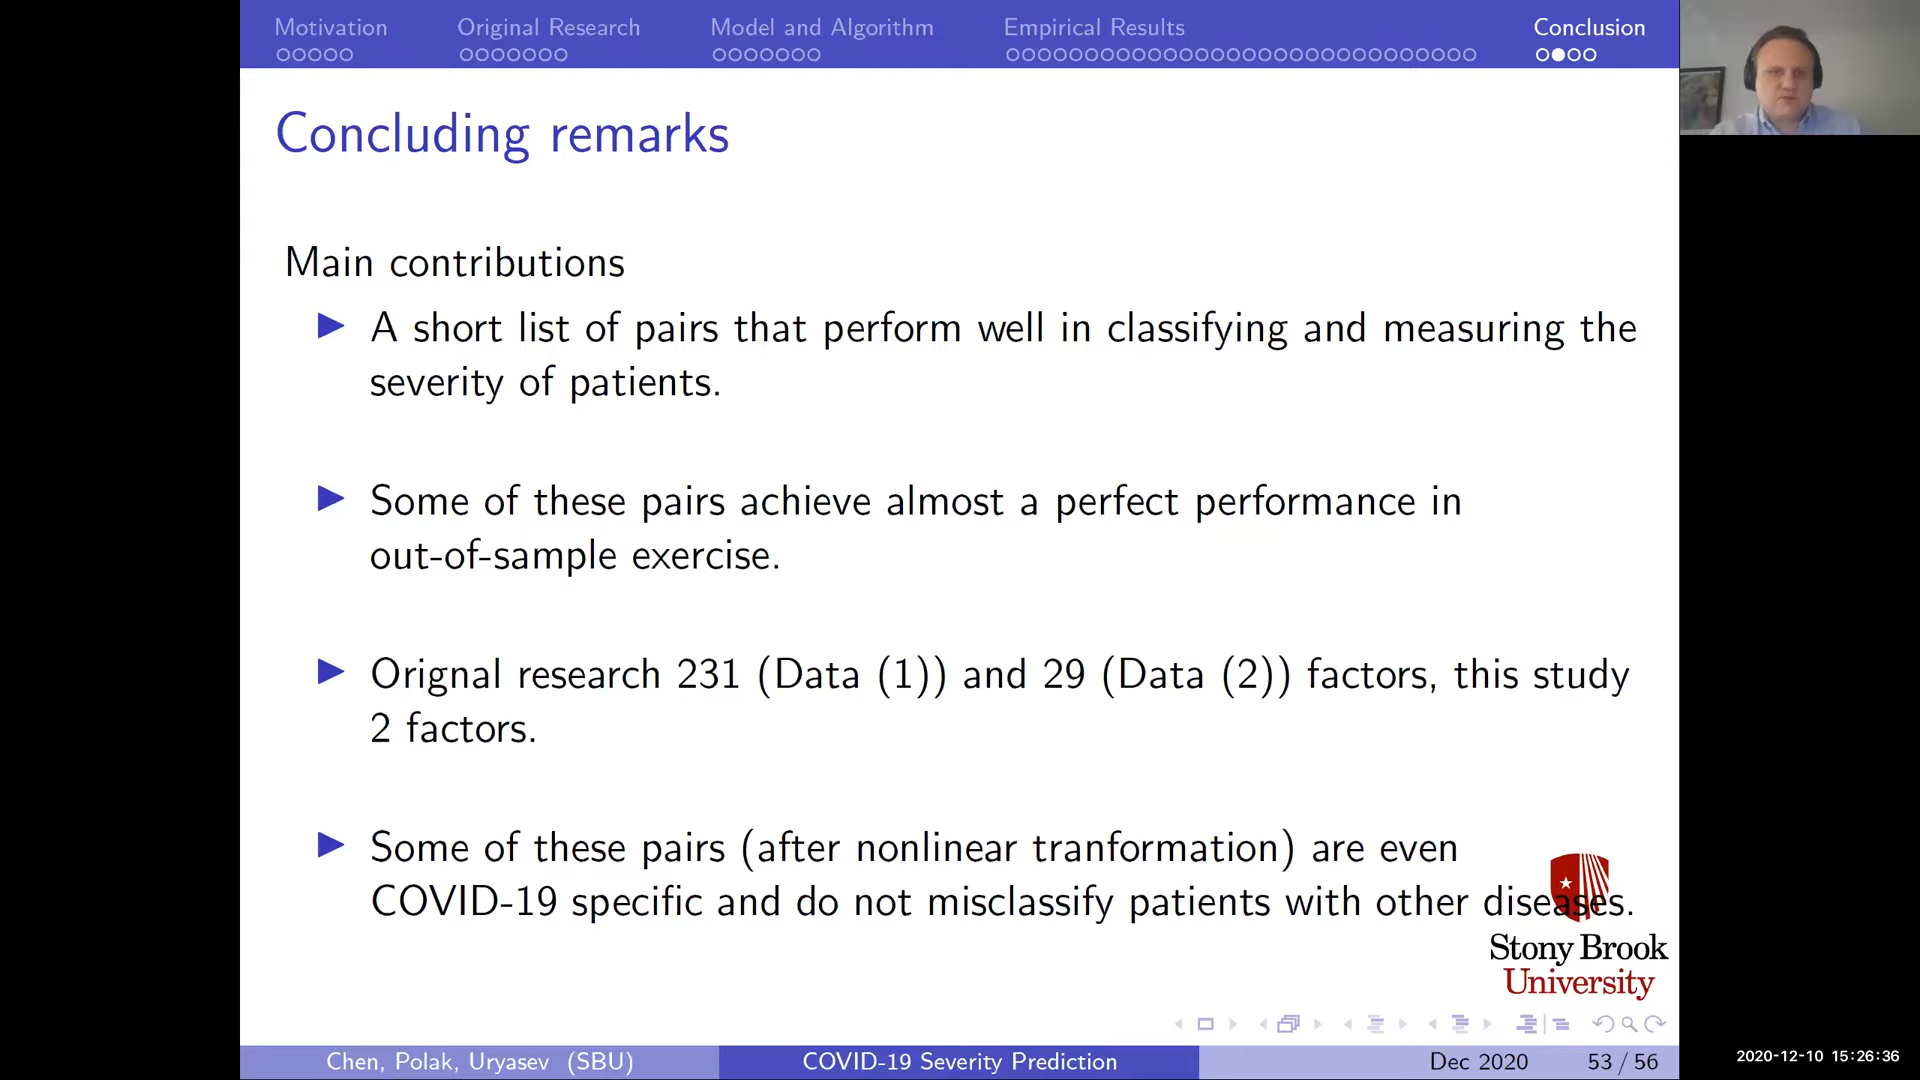 Motivation Original Research Model and Algorithm Empirical Results Conclusion
Concluding remarks
Main contributions
A short list of pairs that perform well in classifying and measuring the
severity of patients.
Some of these pairs achieve almost a perfect performance in
out-of-sample exercise.
Orignal research 231 (Data (1)) and 29 (Data (2)) factors, this study
2 factors.
Some of these pairs (after nonlinear tranformation) are even
COVID-19 specific and do not misclassify patients with other diseases.
Stony Brook
University
Chen, Polak, Uryasev (SBU) COVID-19 Severity Prediction Dec 2020 53 / 56
2020-12-10 15:26:36